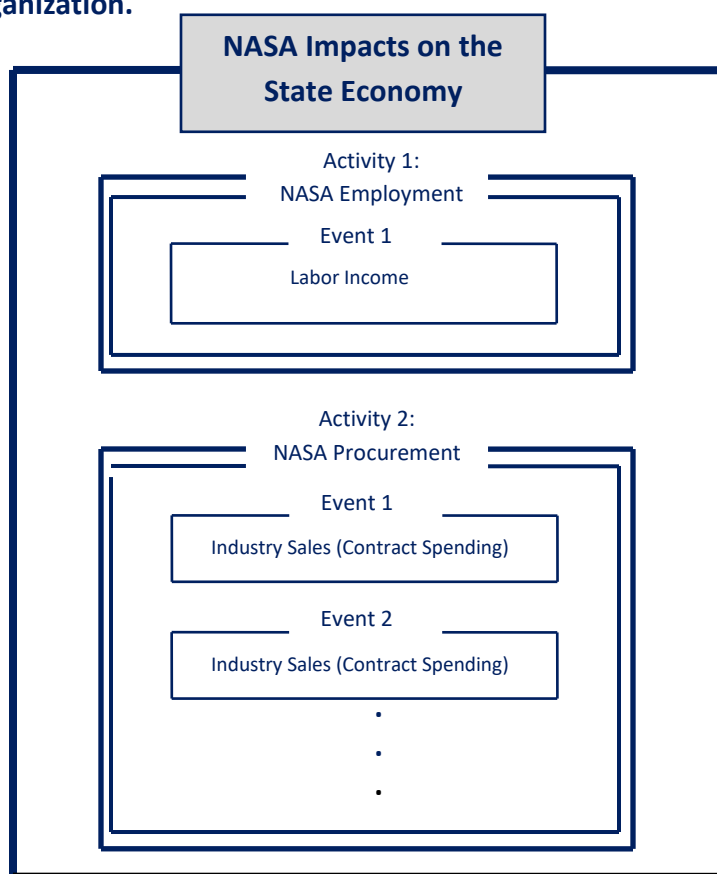 ganization.
NASA Impacts on the
State Economy
Activity 1:
NASA Employment
Event 1
Labor Income
Activity 2:
NASA Procurement
Event 1
Industry Sales (Contract Spending)
Event 2
Industry Sales (Contract Spending)
.
.
.